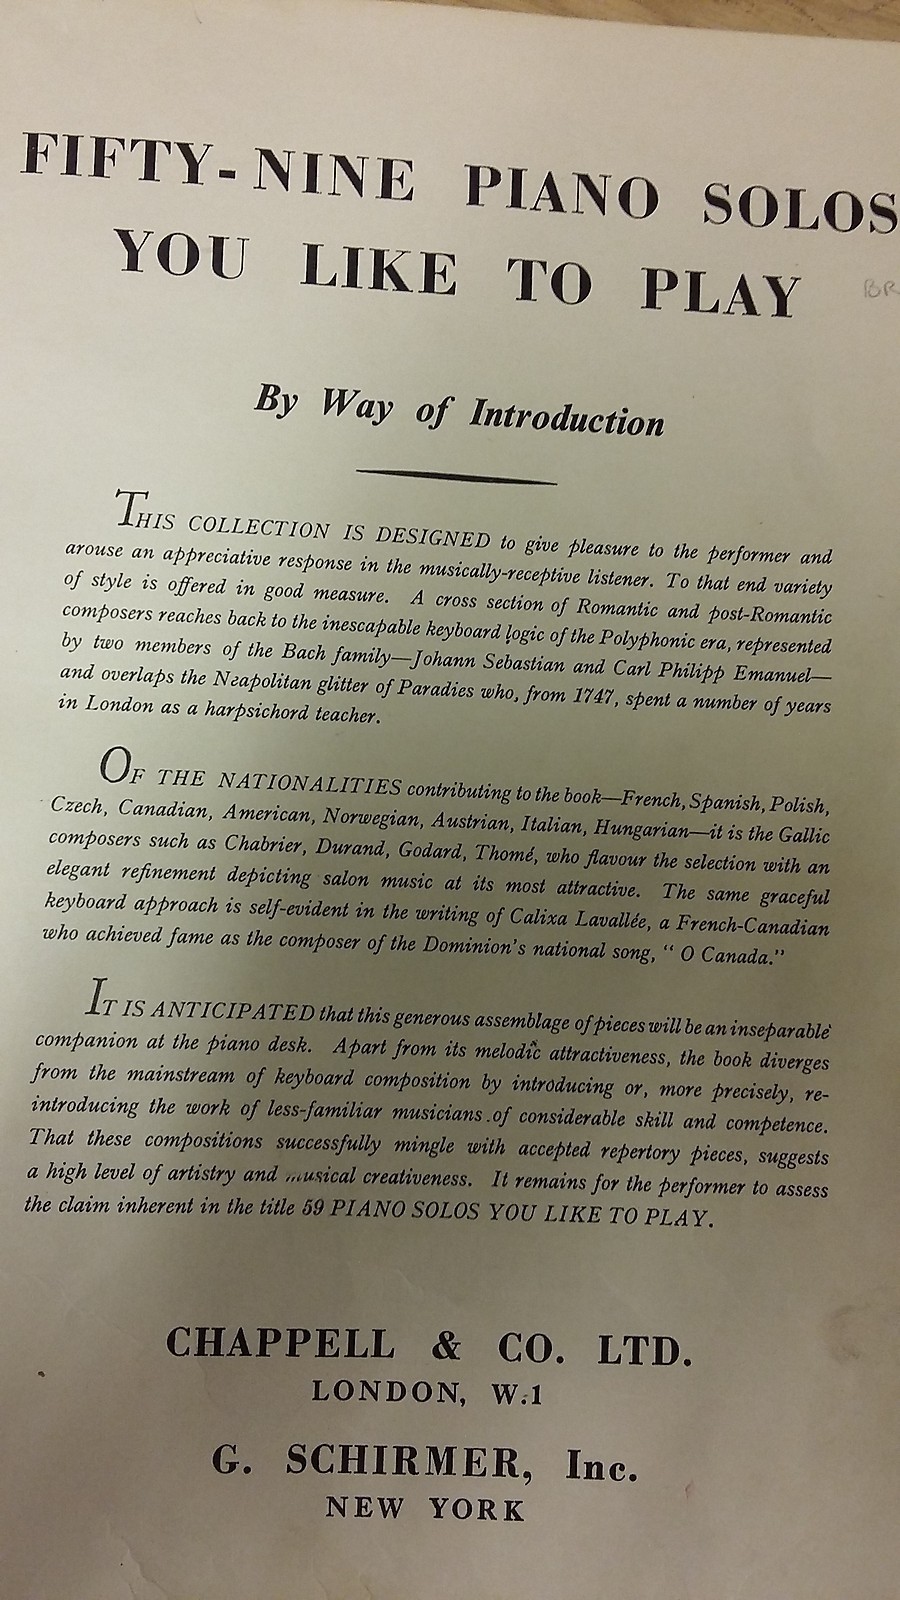 FIFTY-NINE PIANO SOLOS
YOU LIKE TO PLAY
BR
By Way of Introduction
THIS COLLECTION IS DESIGNED to give pleasure to the performer and
arouse an appreciative response in the musically-receptive listener. To that end variety
of style is offered in good measure. A cross section of Romantic and post-Romantic
composers reaches back to the inescapable keyboard logic of the Polyphonic era, represented
by two members of the Bach family—Johann Sebastian and Carl Philipp Emanuel—
and overlaps the Neapolitan glitter of Paradies who, from 1747, spent a number of years
in London as a harpsichord teacher.
OF THE NATIONALITIES contributing to the book—French, Spanish, Polish,
Czech, Canadian, American, Norwegian, Austrian, Italian, Hungarian—it is the Gallic
composers such as Chabrier, Durand, Godard, Thomé, who flavour the selection with an
elegant refinement depicting salon music at its most attractive. The same graceful
keyboard approach is self-evident in the writing of Calixa Lavallée, a French-Canadian
who achieved fame as the composer of the Dominion's national song, " O Canada."
IT IS ANTICIPATED that this generous assemblage of pieces will be an inseparable
companion at the piano desk. Apart from its melodic attractiveness, the book diverges
from the mainstream of keyboard composition by introducing or, more precisely, re-
introducing the work of less-familiar musicians of considerable skill and competence.
That these compositions successfully mingle with accepted repertory pieces, suggests
a high level of artistry and musical creativeness. It remains for the performer to assess
the claim inherent in the title 59 PIANO SOLOS YOU LIKE TO PLAY.
CHAPPELL & CO. LTD.
LONDON, W.1
G. SCHIRMER, Inc.
NEW YORK